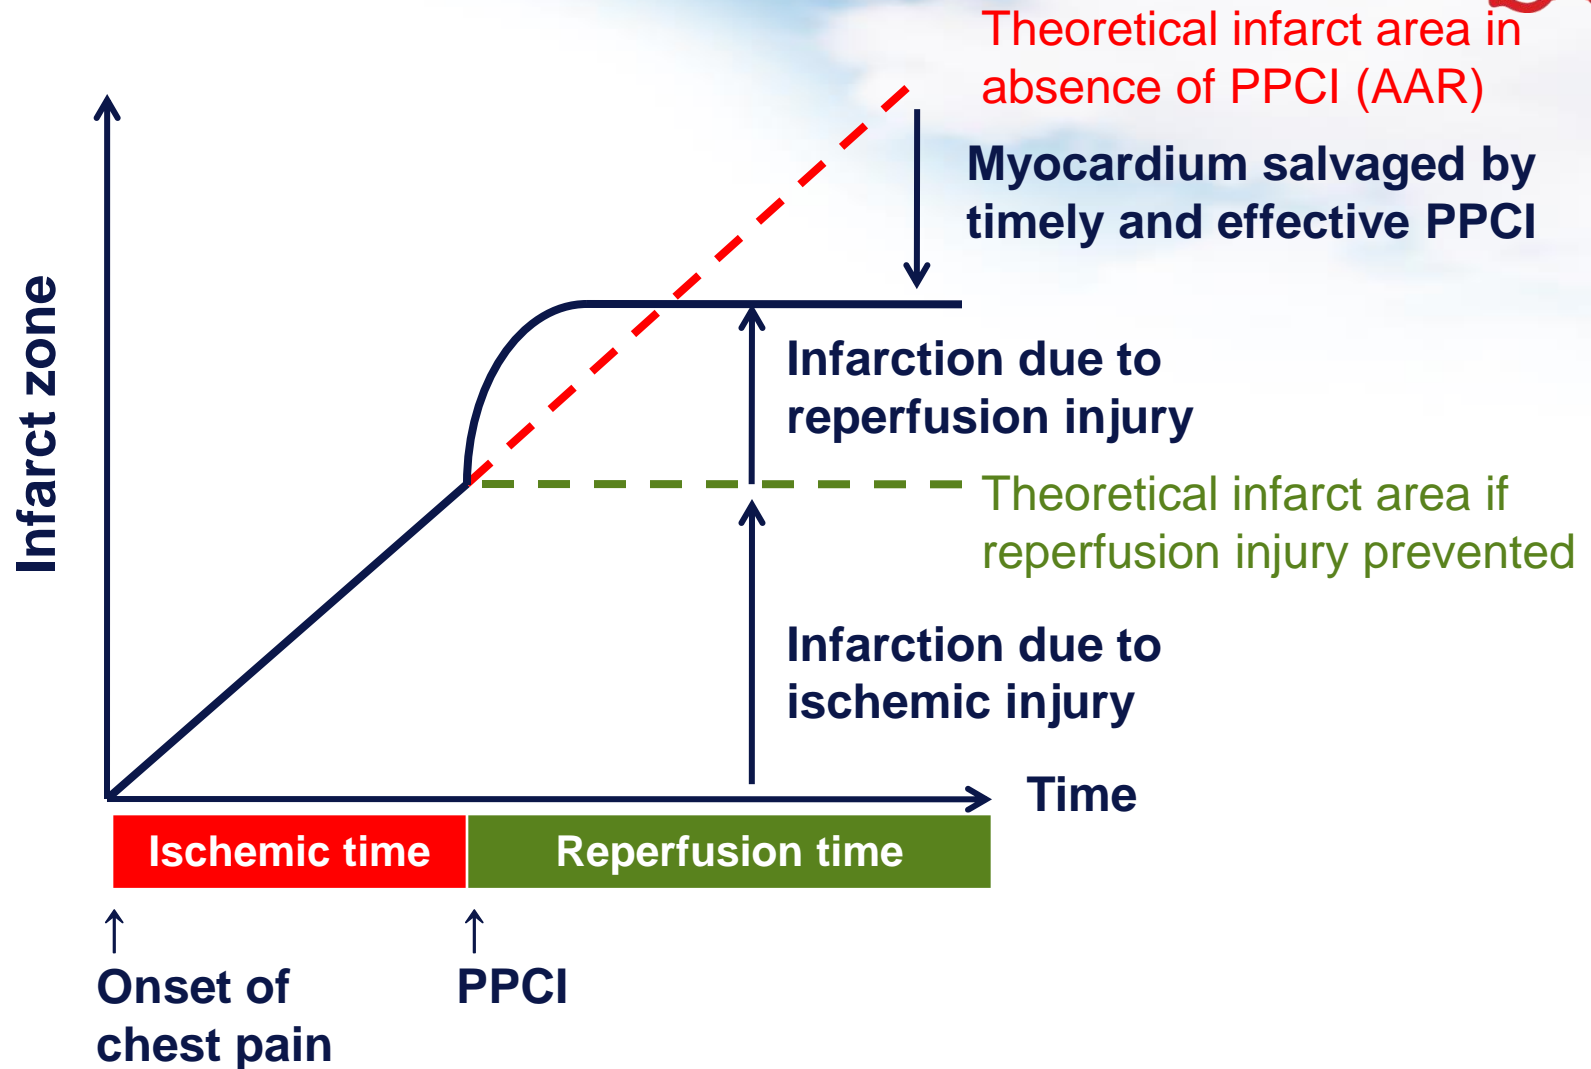 Theoretical infarct area in
absence of PPCI (AAR)
Myocardium salvaged by
timely and effective PPCI
Infarct zone
Infarction due to
reperfusion injury
Theoretical infarct area if
reperfusion injury prevented
Infarction due to
ischemic injury
Time
Ischemic time
Reperfusion time
Onset of
chest pain
PPCI